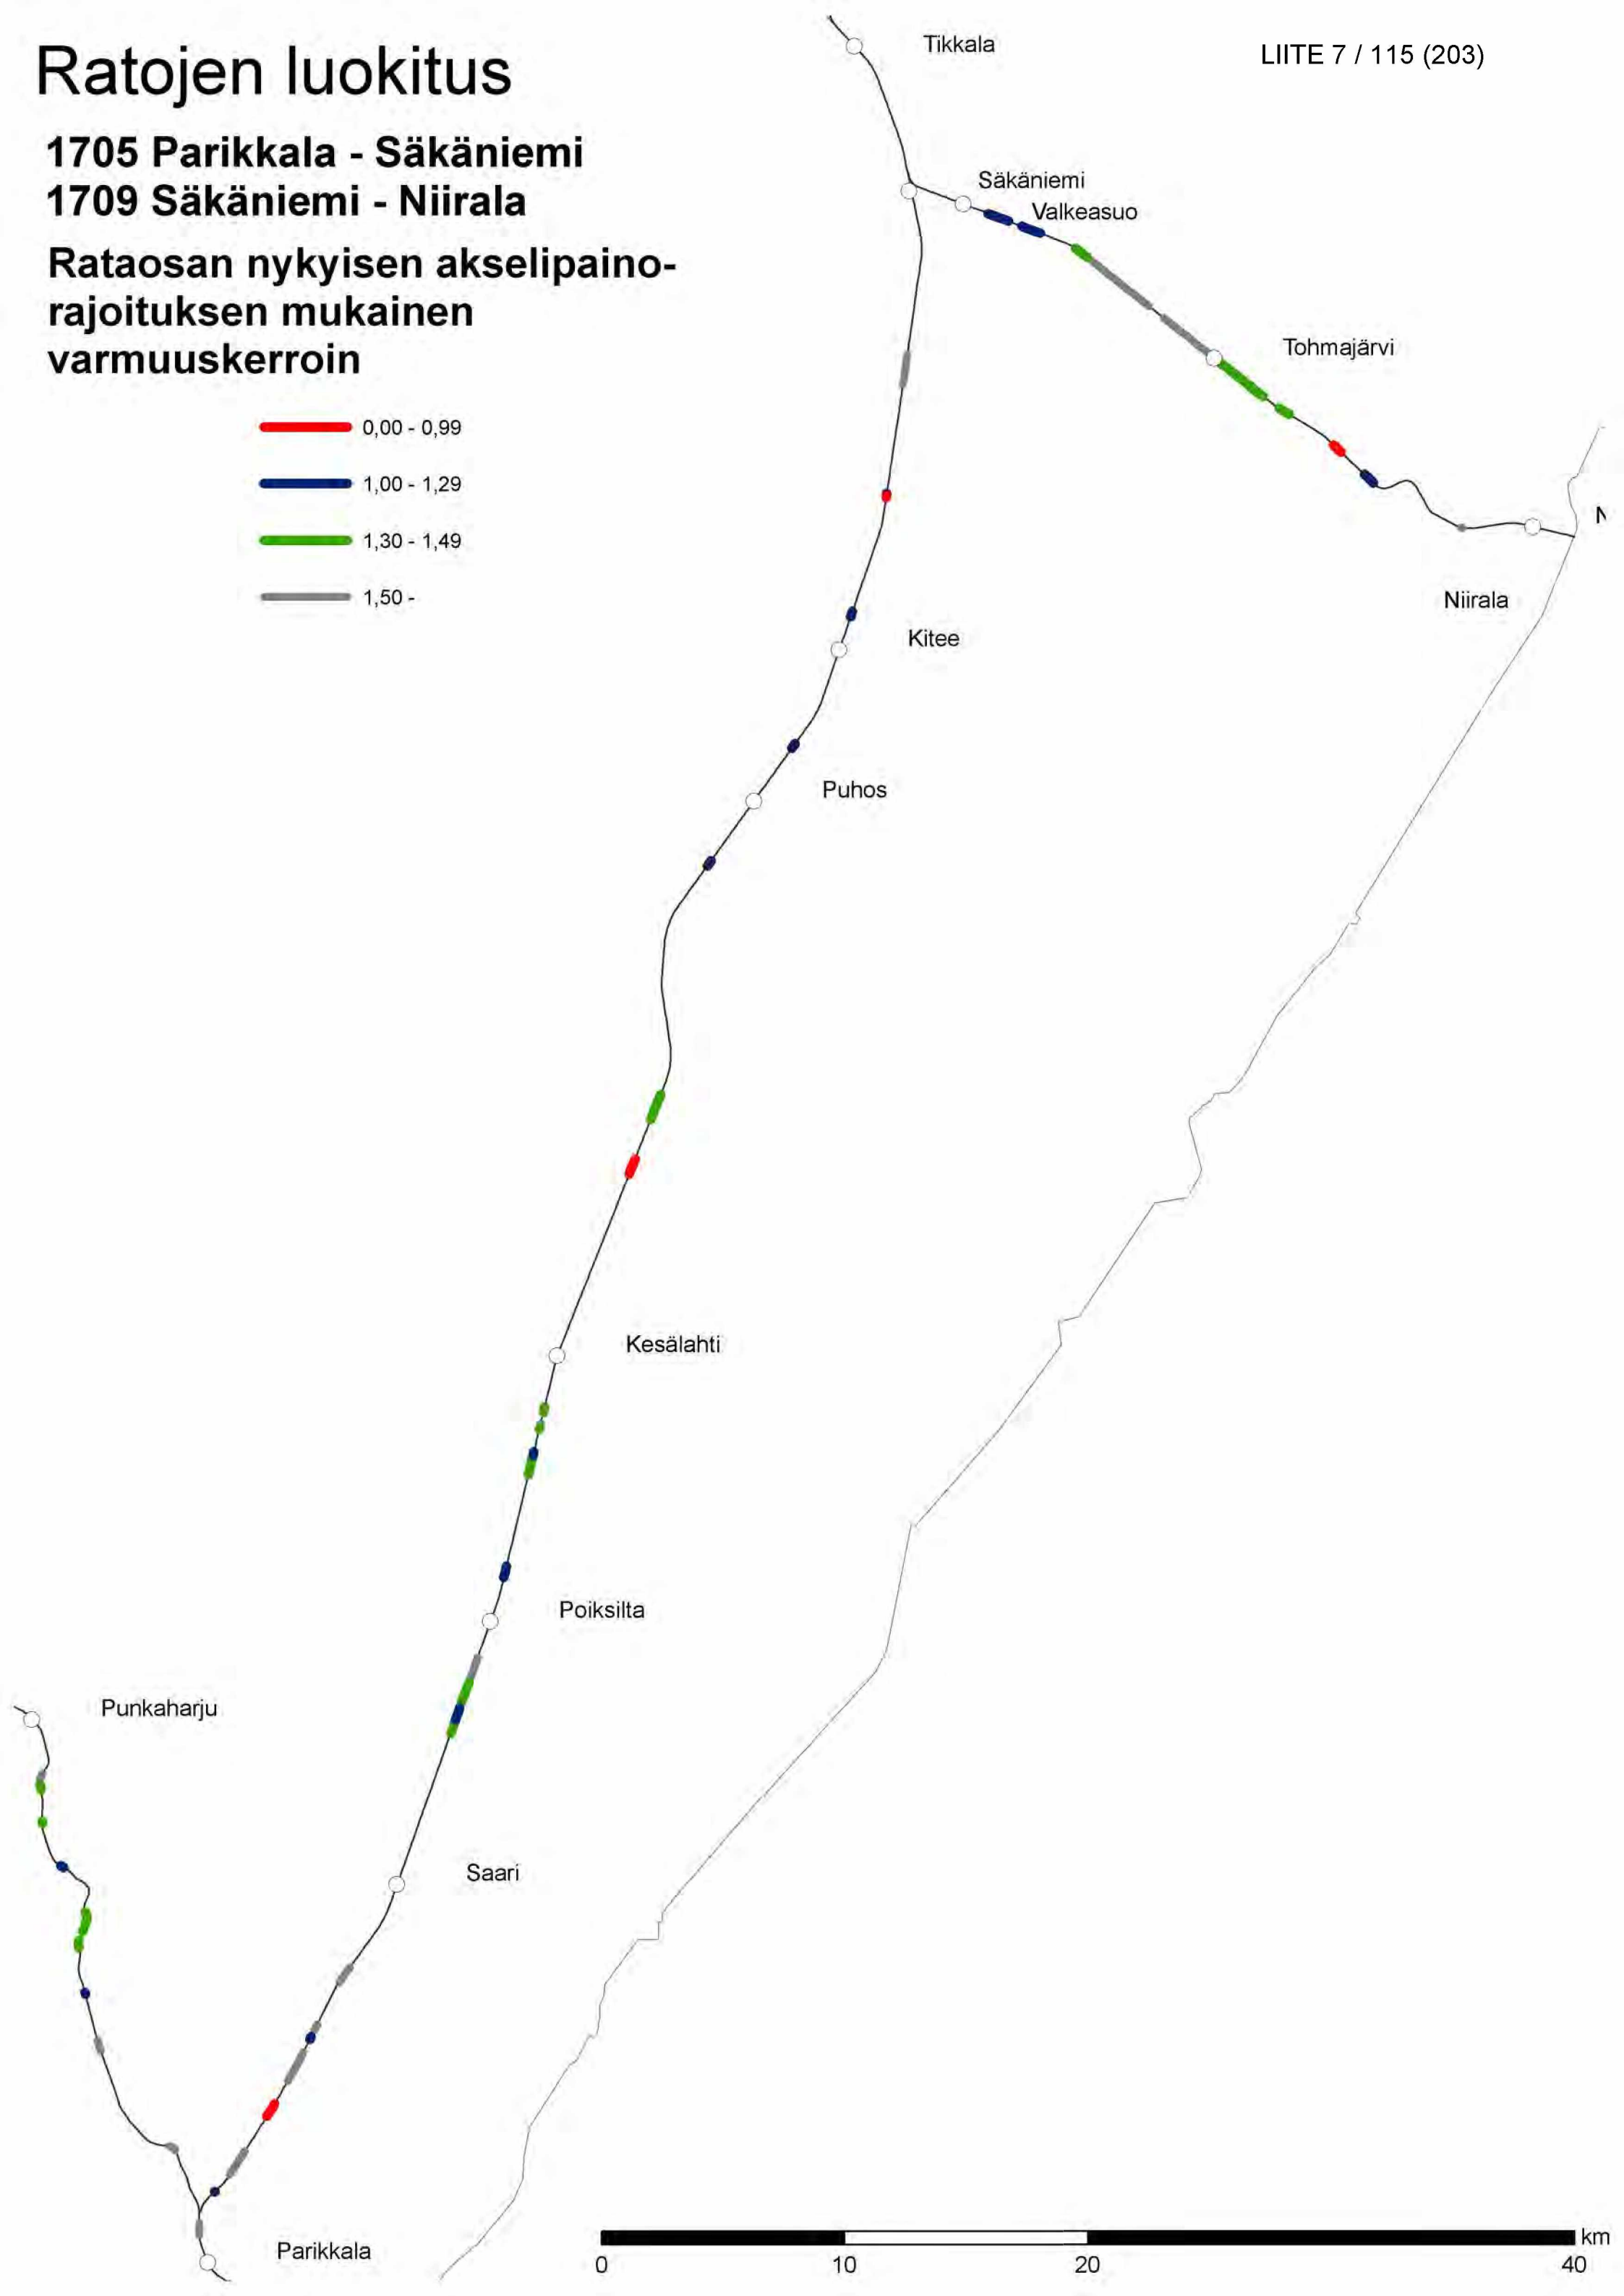 LIITE 7 / 115 (203)
Ratojen luokitus
1705 Parikkala - Säkäniemi
1709 Säkäniemi - Niirala
Rataosan nykyisen akselipaino-
rajoituksen mukainen
varmuuskerroin
0,00 - 0,99
1,00 - 1,29
1,30 - 1,49
1,50 -
Tikkala
Säkäniemi
Valkeasuo
Tohmajärvi
N
Niirala
Kitee
Puhos
Kesälahti
Poiksilta
Punkaharju
Saari
Parikkala
km
0 10 20 40